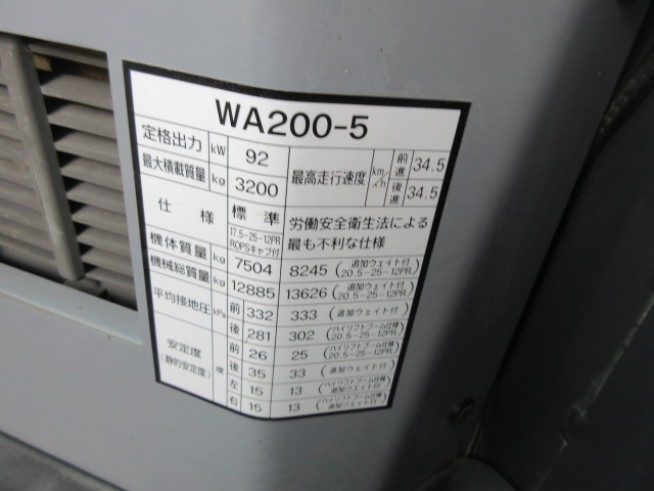 WA200-5
定格出力 kW 92 最高走行速度 km/h 前進 34.5
最大積載質量 kg 3200 後進 34.5
仕様 標準 労働安全衛生法による
17.5-25-12PR
ROPSキャブ付 最も不利な仕様
機体質量 kg 7504 8245 (追加ウェイト付 20.5-25-12PR)
機械総質量 kg 12885 13626 (追加ウェイト付 20.5-25-12PR)
平均接地圧 kPa 前 332 333 (追加ウェイト付)
後 281 302 (ハイリフトブーム仕様 20.5-25-12PR)
安定度 (静的安定度) 度 前 26 25 (ハイリフトブーム仕様 20.5-25-12PR)
後 35 33 (追加ウェイト付)
左 15 13 (ハイリフトブーム仕様 追加ウェイト付)
右 15 13 (ハイリフトブーム仕様 追加ウェイト付)